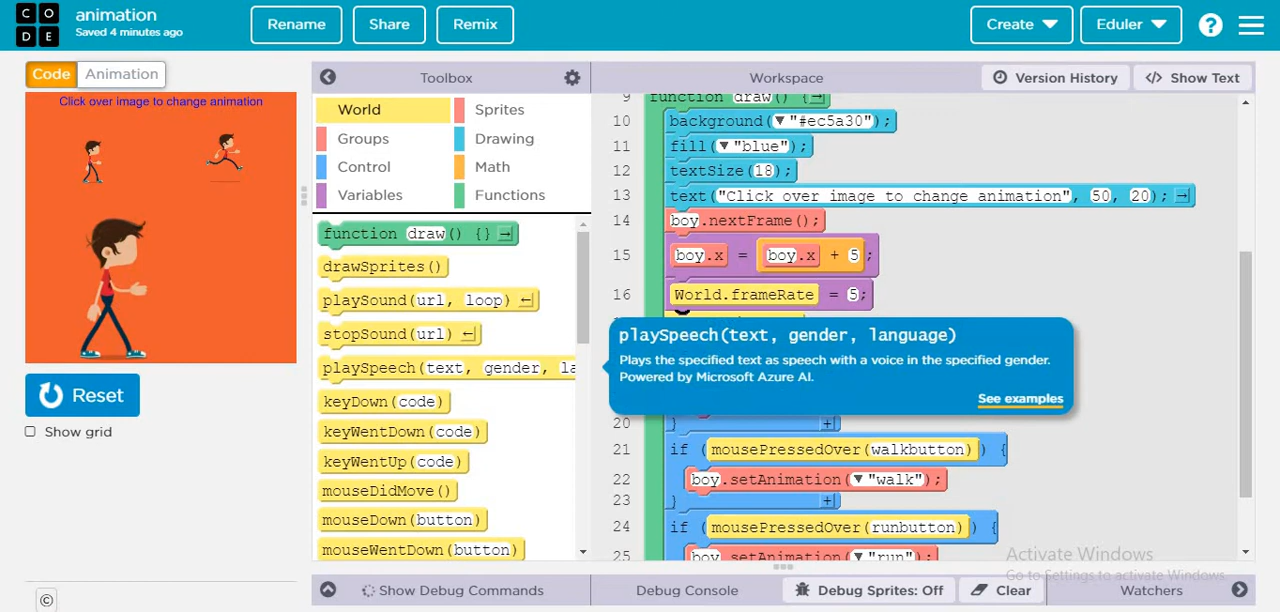 CODE
animation
Saved 4 minutes ago
Rename
Share
Remix
Create
Eduler
?
Code
Animation
Click over image to change animation
Reset
Show grid
©
Toolbox
World
Sprites
Groups
Drawing
Control
Math
Variables
Functions
function draw() {}
drawSprites()
playSound(url, loop)
stopSound(url)
playSpeech(text, gender, la
keyDown(code)
keyWentDown(code)
keyWentUp(code)
mouseDidMove()
mouseDown(button)
mouseWentDown(button)
Show Debug Commands
Workspace
Version History
Show Text
9 function draw() {
10 background("#ec5a30");
11 fill("blue");
12 textSize(18);
13 text("Click over image to change animation", 50, 20);
14 boy.nextFrame();
15 boy.x = boy.x + 5;
16 World.frameRate = 5;
playSpeech(text, gender, language)
Plays the specified text as speech with a voice in the specified gender.
Powered by Microsoft Azure AI.
See examples
20 }
21 if (mousePressedOver(walkbutton)) {
22 boy.setAnimation("walk");
23 }
24 if (mousePressedOver(runbutton)) {
25 boy.setAnimation("run");
Activate Windows
Go to Settings to activate Windows.
Debug Console
Debug Sprites: Off
Clear
Watchers